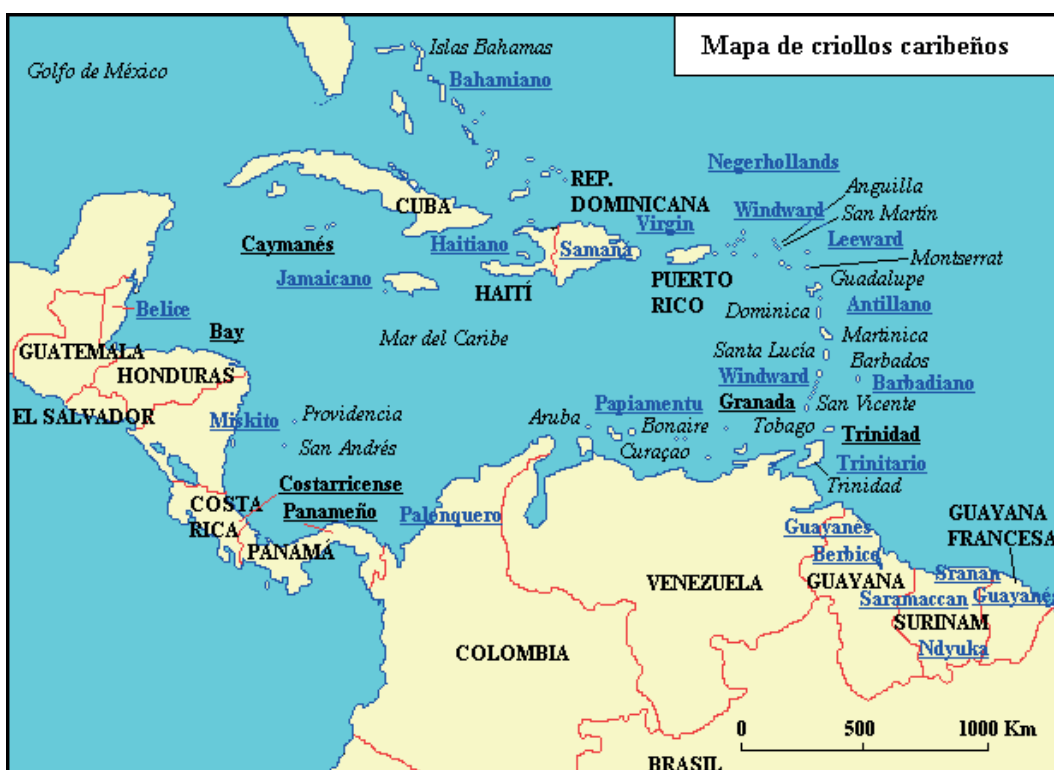 Mapa de criollos caribeños
Golfo de México
Islas Bahamas
Bahamiano
CUBA
REP.
DOMINICANA
Negerhollands
Anguilla
San Martín
Windward
Virgin
Leeward
Caymanés
Haitiano
Samaná
Montserrat
Jamaicano
HAITÍ
PUERTO
RICO
Guadalupe
Belice
Dominica
Antillano
Bay
Mar del Caribe
Martinica
GUATEMALA
Santa Lucía
Barbados
HONDURAS
Windward
Barbadiano
EL SALVADOR
Miskito
Providencia
Aruba
Papiamentu
Granada
San Vicente
San Andrés
Bonaire
Tobago
Curaçao
Trinidad
Trinitario
Trinidad
Costarricense
COSTA
RICA
Panameño
PANAMÁ
Palenquero
Guayanés
GUAYANA
FRANCESA
Berbice
VENEZUELA
GUAYANA
Sranan
Saramaccan
Guayanés
SURINAM
COLOMBIA
Ndyuka
0 500 1000 Km
BRASIL